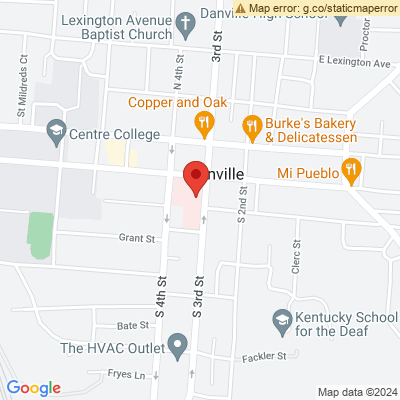 Map error: g.co/staticmaperror
Lexington Avenue
Baptist Church
Danville High School
Proctor
E Lexington Ave
St Mildreds Ct
N 4th St
3rd St
Copper and Oak
Burke's Bakery
& Delicatessen
Centre College
nville
Mi Pueblo
S 2nd St
Grant St
Clerc St
S 4th St
S 3rd St
Bate St
Kentucky School
for the Deaf
The HVAC Outlet
Fackler St
Fryes Ln
Google
Map data ©2024